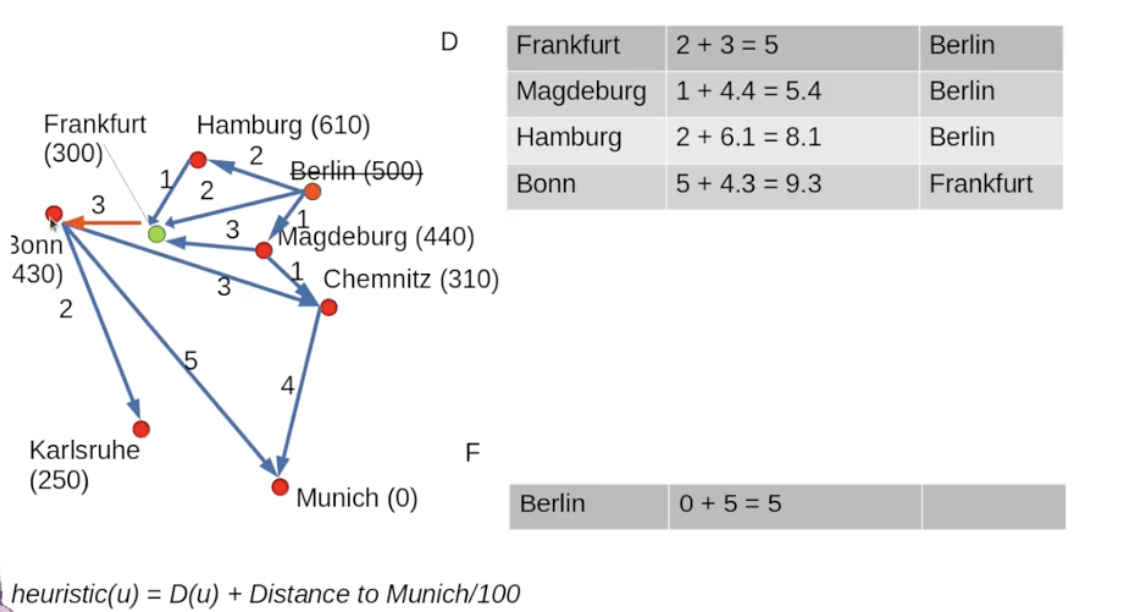 D
Frankfurt 2 + 3 = 5 Berlin
Magdeburg 1 + 4.4 = 5.4 Berlin
Hamburg 2 + 6.1 = 8.1 Berlin
Bonn 5 + 4.3 = 9.3 Frankfurt
Frankfurt
(300)
Hamburg (610)
2
Berlin (500)
1
2
3
1
3
Magdeburg (440)
Bonn
430)
1
Chemnitz (310)
3
2
5
4
Karlsruhe
(250)
Munich (0)
F
Berlin 0 + 5 = 5
heuristic(u) = D(u) + Distance to Munich/100